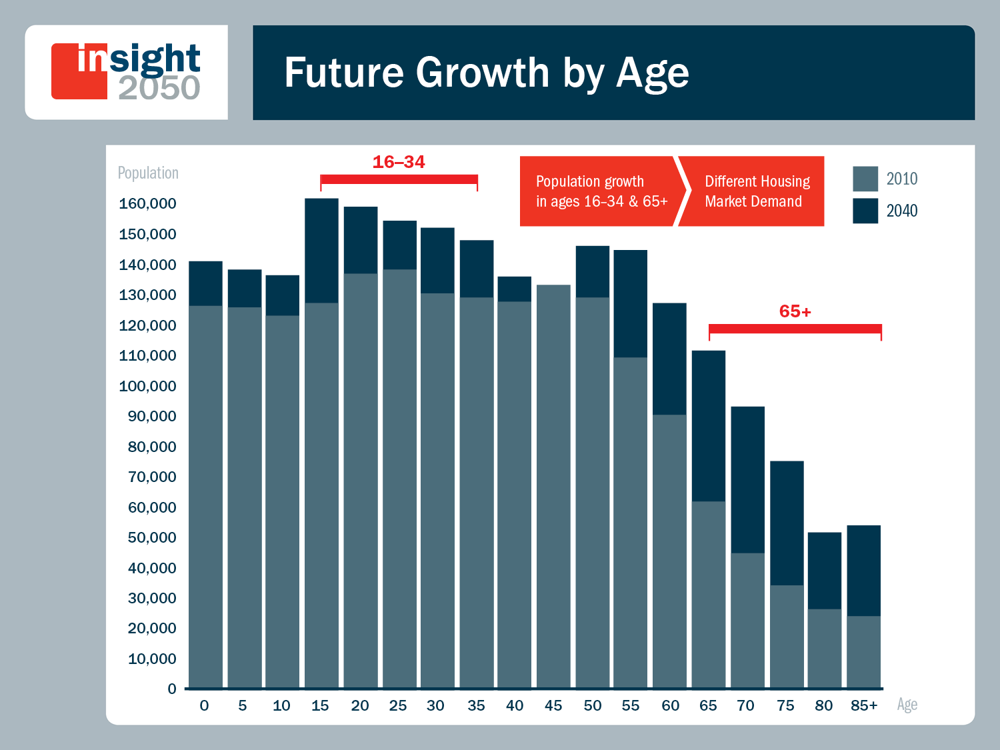 insight
2050
Future Growth by Age
Population
16–34
Population growth
in ages 16–34 & 65+
Different Housing
Market Demand
2010
2040
65+
160,000
150,000
140,000
130,000
120,000
110,000
100,000
90,000
80,000
70,000
60,000
50,000
40,000
30,000
20,000
10,000
0
0 5 10 15 20 25 30 35 40 45 50 55 60 65 70 75 80 85+ Age